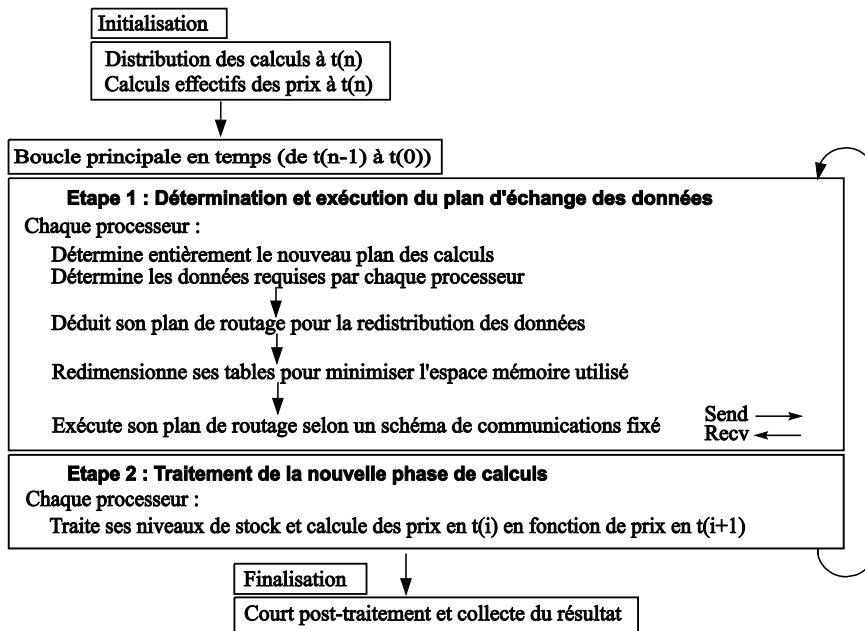 Initialisation
Distribution des calculs à t(n)
Calculs effectifs des prix à t(n)
Boucle principale en temps (de t(n-1) à t(0))
Etape 1 : Détermination et exécution du plan d'échange des données
Chaque processeur :
Détermine entièrement le nouveau plan des calculs
Détermine les données requises par chaque processeur
Déduit son plan de routage pour la redistribution des données
Redimensionne ses tables pour minimiser l'espace mémoire utilisé
Exécute son plan de routage selon un schéma de communications fixé
Send
Recv
Etape 2 : Traitement de la nouvelle phase de calculs
Chaque processeur :
Traite ses niveaux de stock et calcule des prix en t(i) en fonction de prix en t(i+1)
Finalisation
Court post-traitement et collecte du résultat